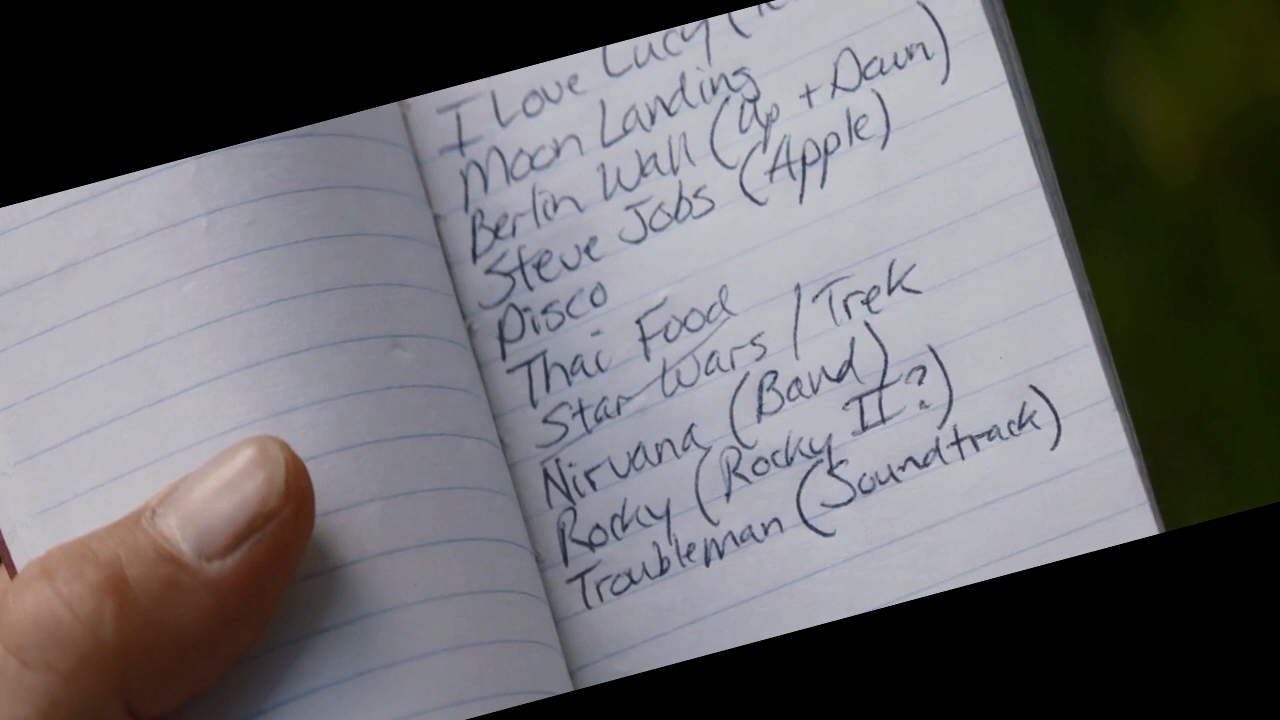 I Love Lucy
Moon Landing
Berlin Wall (Up + Down)
Steve Jobs (Apple)
Disco
Thai Food
Star Wars / Trek
Nirvana (Band)
Rocky (Rocky II?)
Troubleman (Soundtrack)